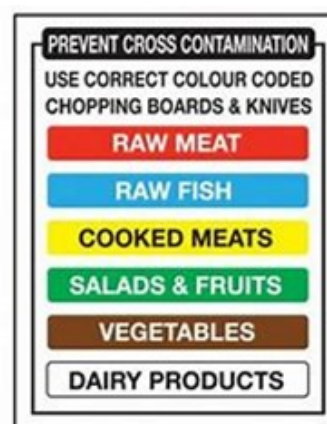 PREVENT CROSS CONTAMINATION
USE CORRECT COLOUR CODED
CHOPPING BOARDS & KNIVES
RAW MEAT
RAW FISH
COOKED MEATS
SALADS & FRUITS
VEGETABLES
DAIRY PRODUCTS